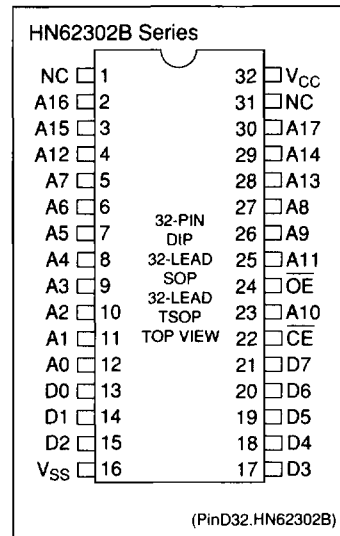 HN62302B Series
NC 1 32 VCC
A16 2 31 NC
A15 3 30 A17
A12 4 29 A14
A7 5 28 A13
A6 6 27 A8
A5 7 32-PIN 26 A9
DIP
A4 8 32-LEAD 25 A11
SOP
A3 9 32-LEAD 24 OE
A2 10 TSOP 23 A10
A1 11 TOP VIEW 22 CE
A0 12 21 D7
D0 13 20 D6
D1 14 19 D5
D2 15 18 D4
VSS 16 17 D3
(PinD32.HN62302B)